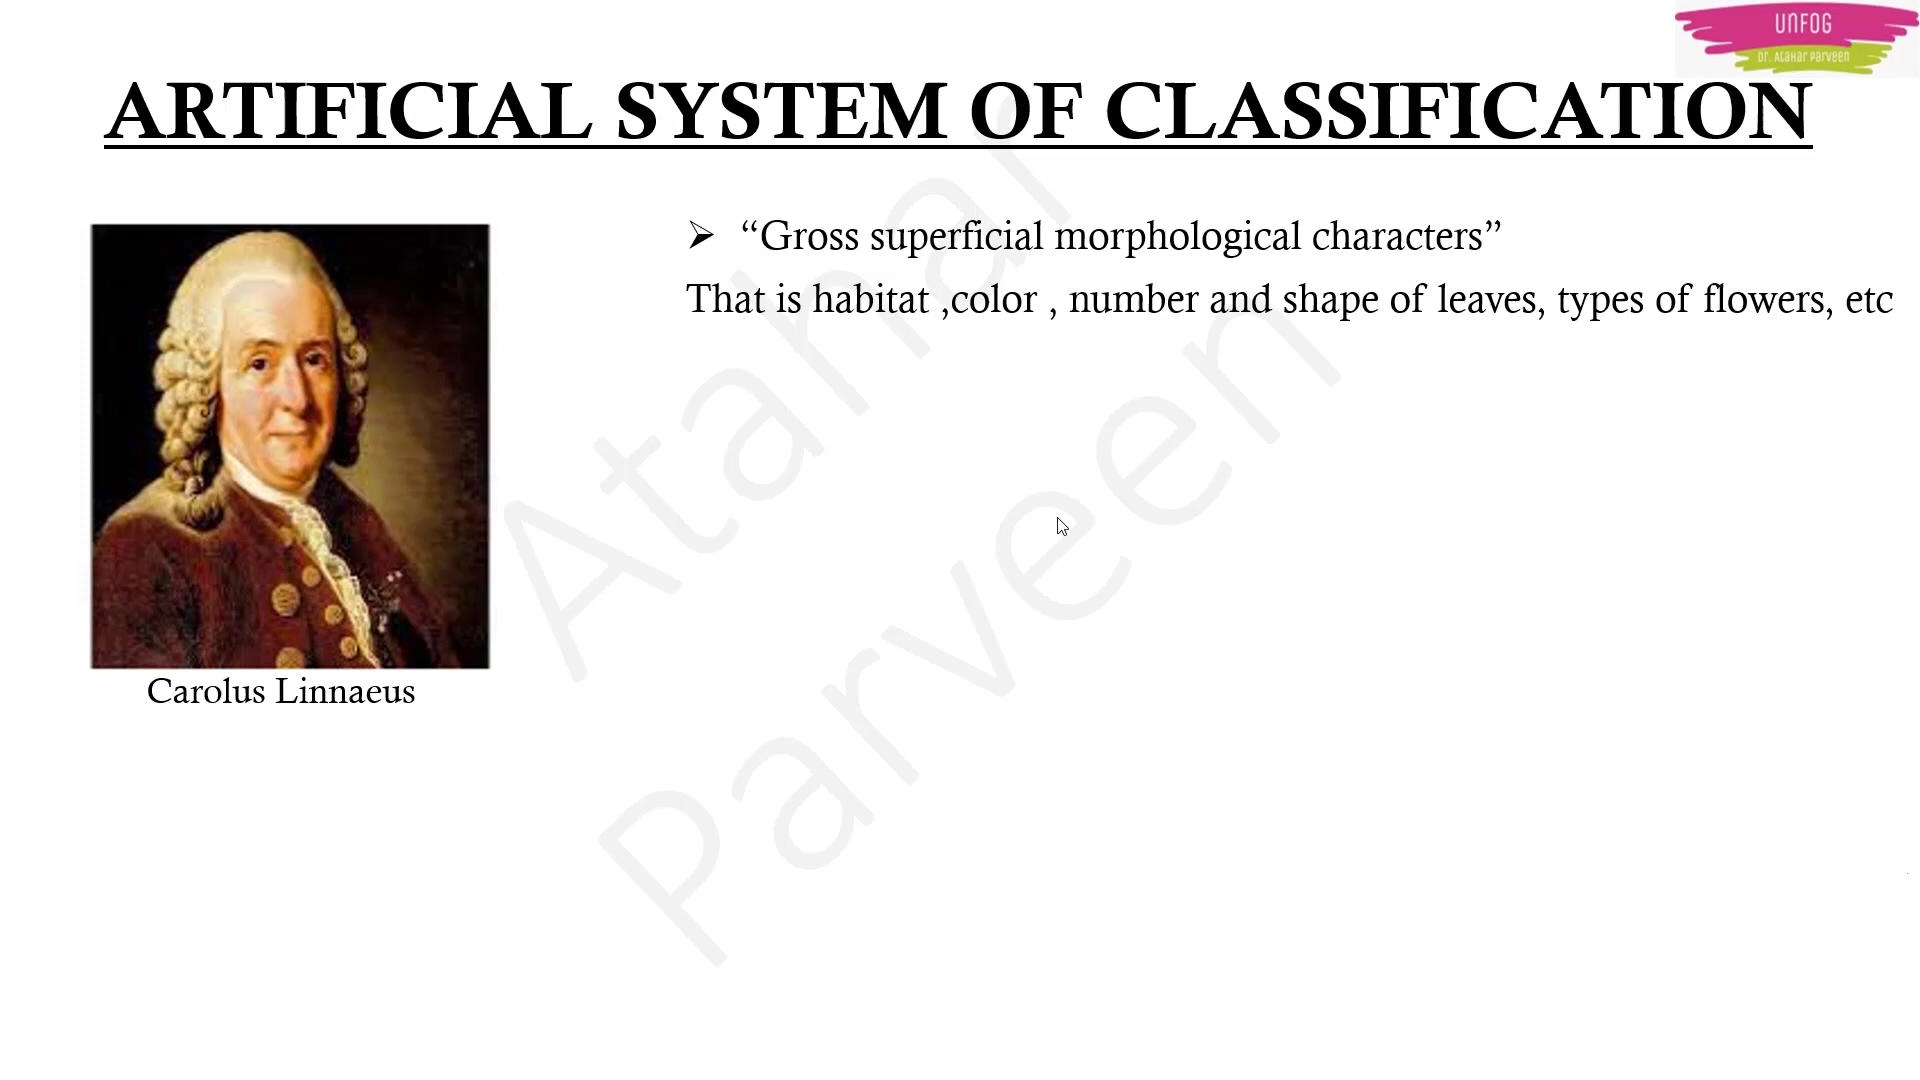 UNFOG
Dr. Atahar Parveen
ARTIFICIAL SYSTEM OF CLASSIFICATION
➢ “Gross superficial morphological characters”
That is habitat ,color , number and shape of leaves, types of flowers, etc
Carolus Linnaeus
Atahar
Parveen